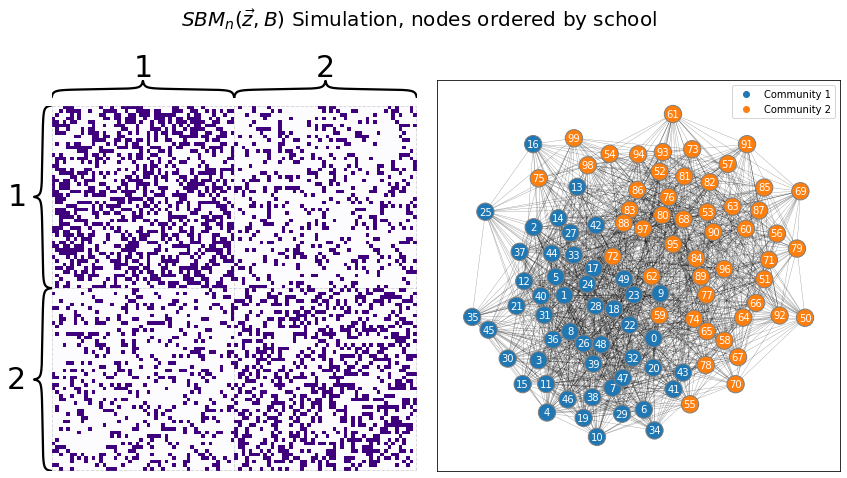 SBMₙ(z⃗, B) Simulation, nodes ordered by school
1 2
1
2
Community 1
Community 2
61
99
16 91
54 94 93 73
98 52 57
75 13 86 81 82 85 69
76
25 83 80 68 53 63 87
14 42 88 97 90 60 56
2 27
37 44 33 72 95 84 71 79
17 89 96
12 5 24 49 62 51
40 1 23 9 77
21 31 28 18 66
35 45 8 22 59 74 64 92 50
36 26 48 0 65 58
30 3 39 32 20 78 67
15 11 47 43 70
7 41
46 38 55
4 19 29 6
10 34